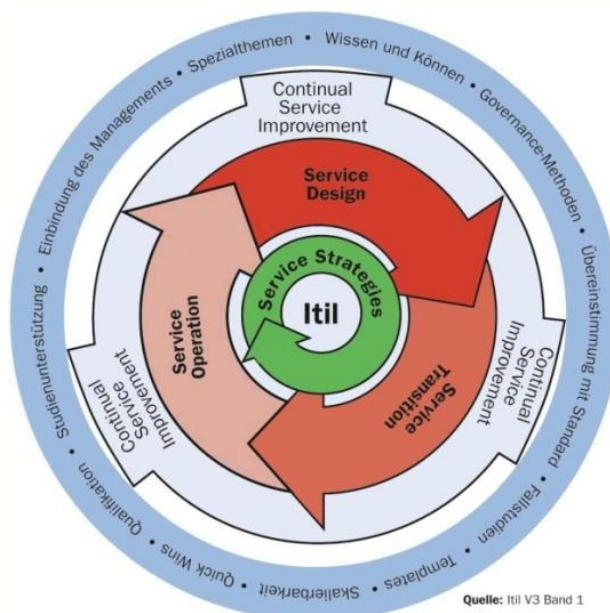 Spezialthemen • Wissen und Können • Governance-Methoden • Übereinstimmung mit Standard • Fallstudien • Templates • Skalierbarkeit • Quick Wins • Qualifikation • Studienunterstützung • Einbindung des Managements •
Continual
Service
Improvement
Service
Design
Service Strategies
Itil
Service
Operation
Service
Transition
Continual
Service
Improvement
Continual
Service
Improvement
Quelle: Itil V3 Band 1